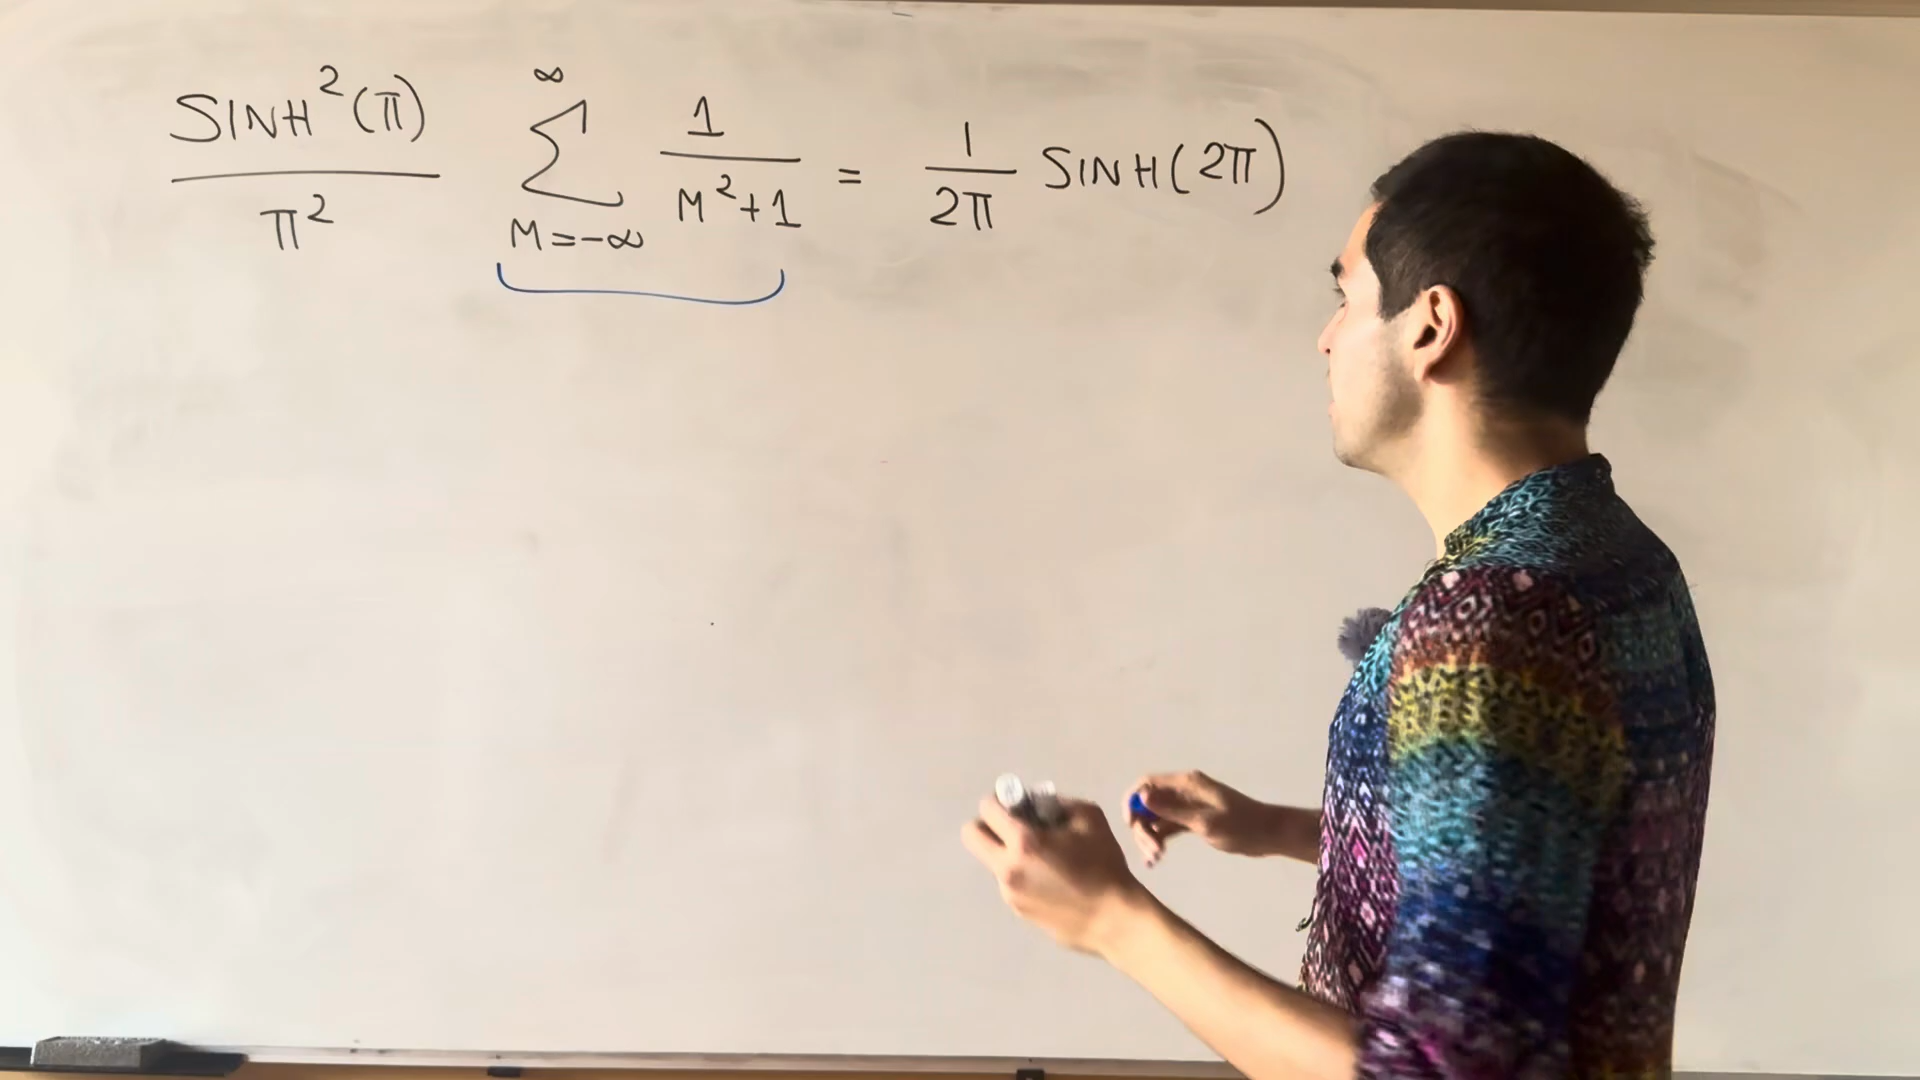 SINH²(π)/π² ∞∑M=-∞ 1/(M²+1) = 1/(2π) SINH(2π)